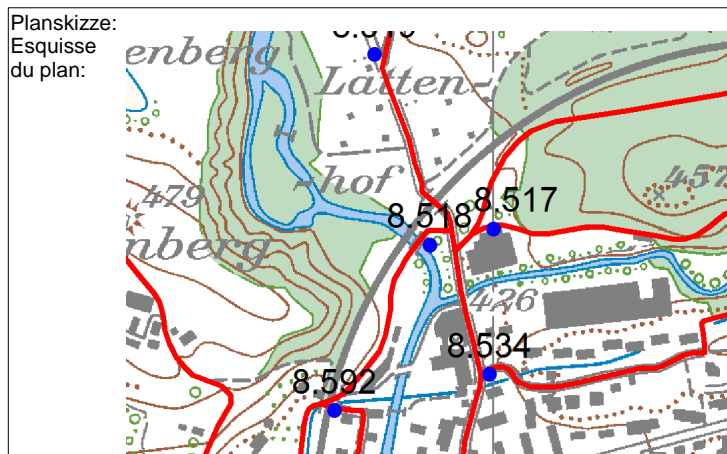 Planskizze:
Esquisse
du plan:
enberg
Latten-
479
-hof
8.518
8.517
457
nberg
426
8.534
8.592